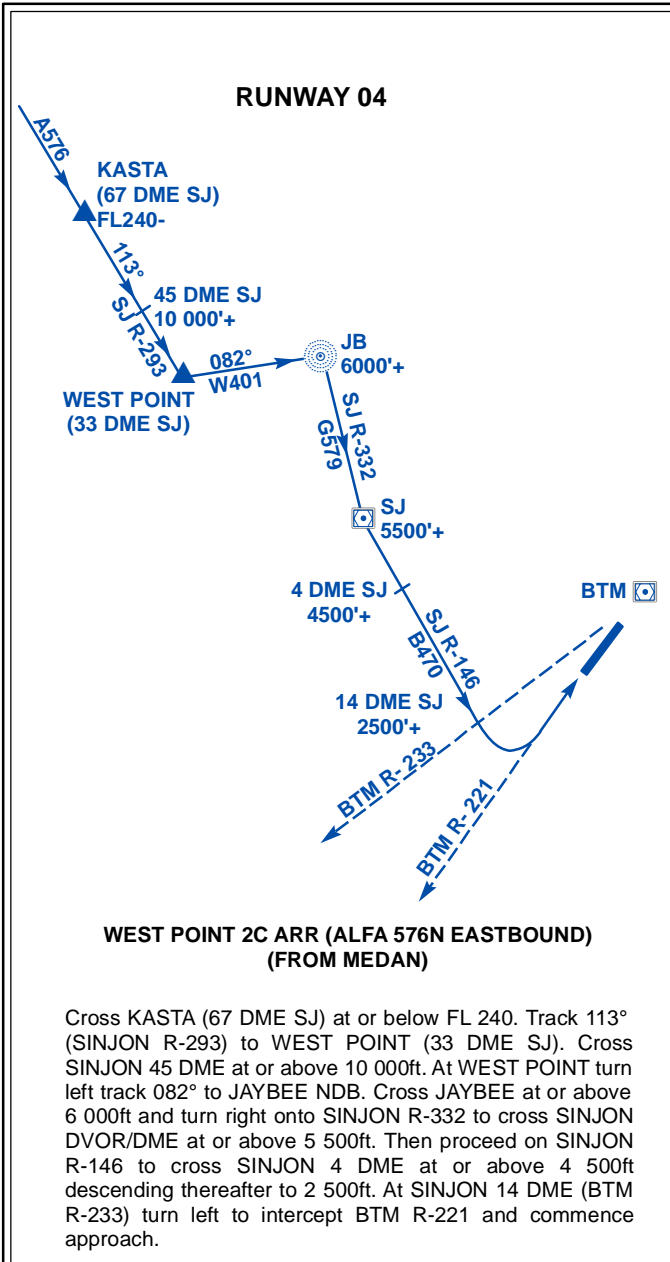 RUNWAY 04
A576
KASTA
(67 DME SJ)
FL240-
113°
SJ R-293
45 DME SJ
10 000'+
WEST POINT
(33 DME SJ)
082°
W401
JB
6000'+
SJ R-332
G579
SJ
5500'+
4 DME SJ
4500'+
BTM
SJ R-146
B470
14 DME SJ
2500'+
BTM R- 233
BTM R- 221
WEST POINT 2C ARR (ALFA 576N EASTBOUND)
(FROM MEDAN)
Cross KASTA (67 DME SJ) at or below FL 240. Track 113°
(SINJON R-293) to WEST POINT (33 DME SJ). Cross
SINJON 45 DME at or above 10 000ft. At WEST POINT turn
left track 082° to JAYBEE NDB. Cross JAYBEE at or above
6 000ft and turn right onto SINJON R-332 to cross SINJON
DVOR/DME at or above 5 500ft. Then proceed on SINJON
R-146 to cross SINJON 4 DME at or above 4 500ft
descending thereafter to 2 500ft. At SINJON 14 DME (BTM
R-233) turn left to intercept BTM R-221 and commence
approach.